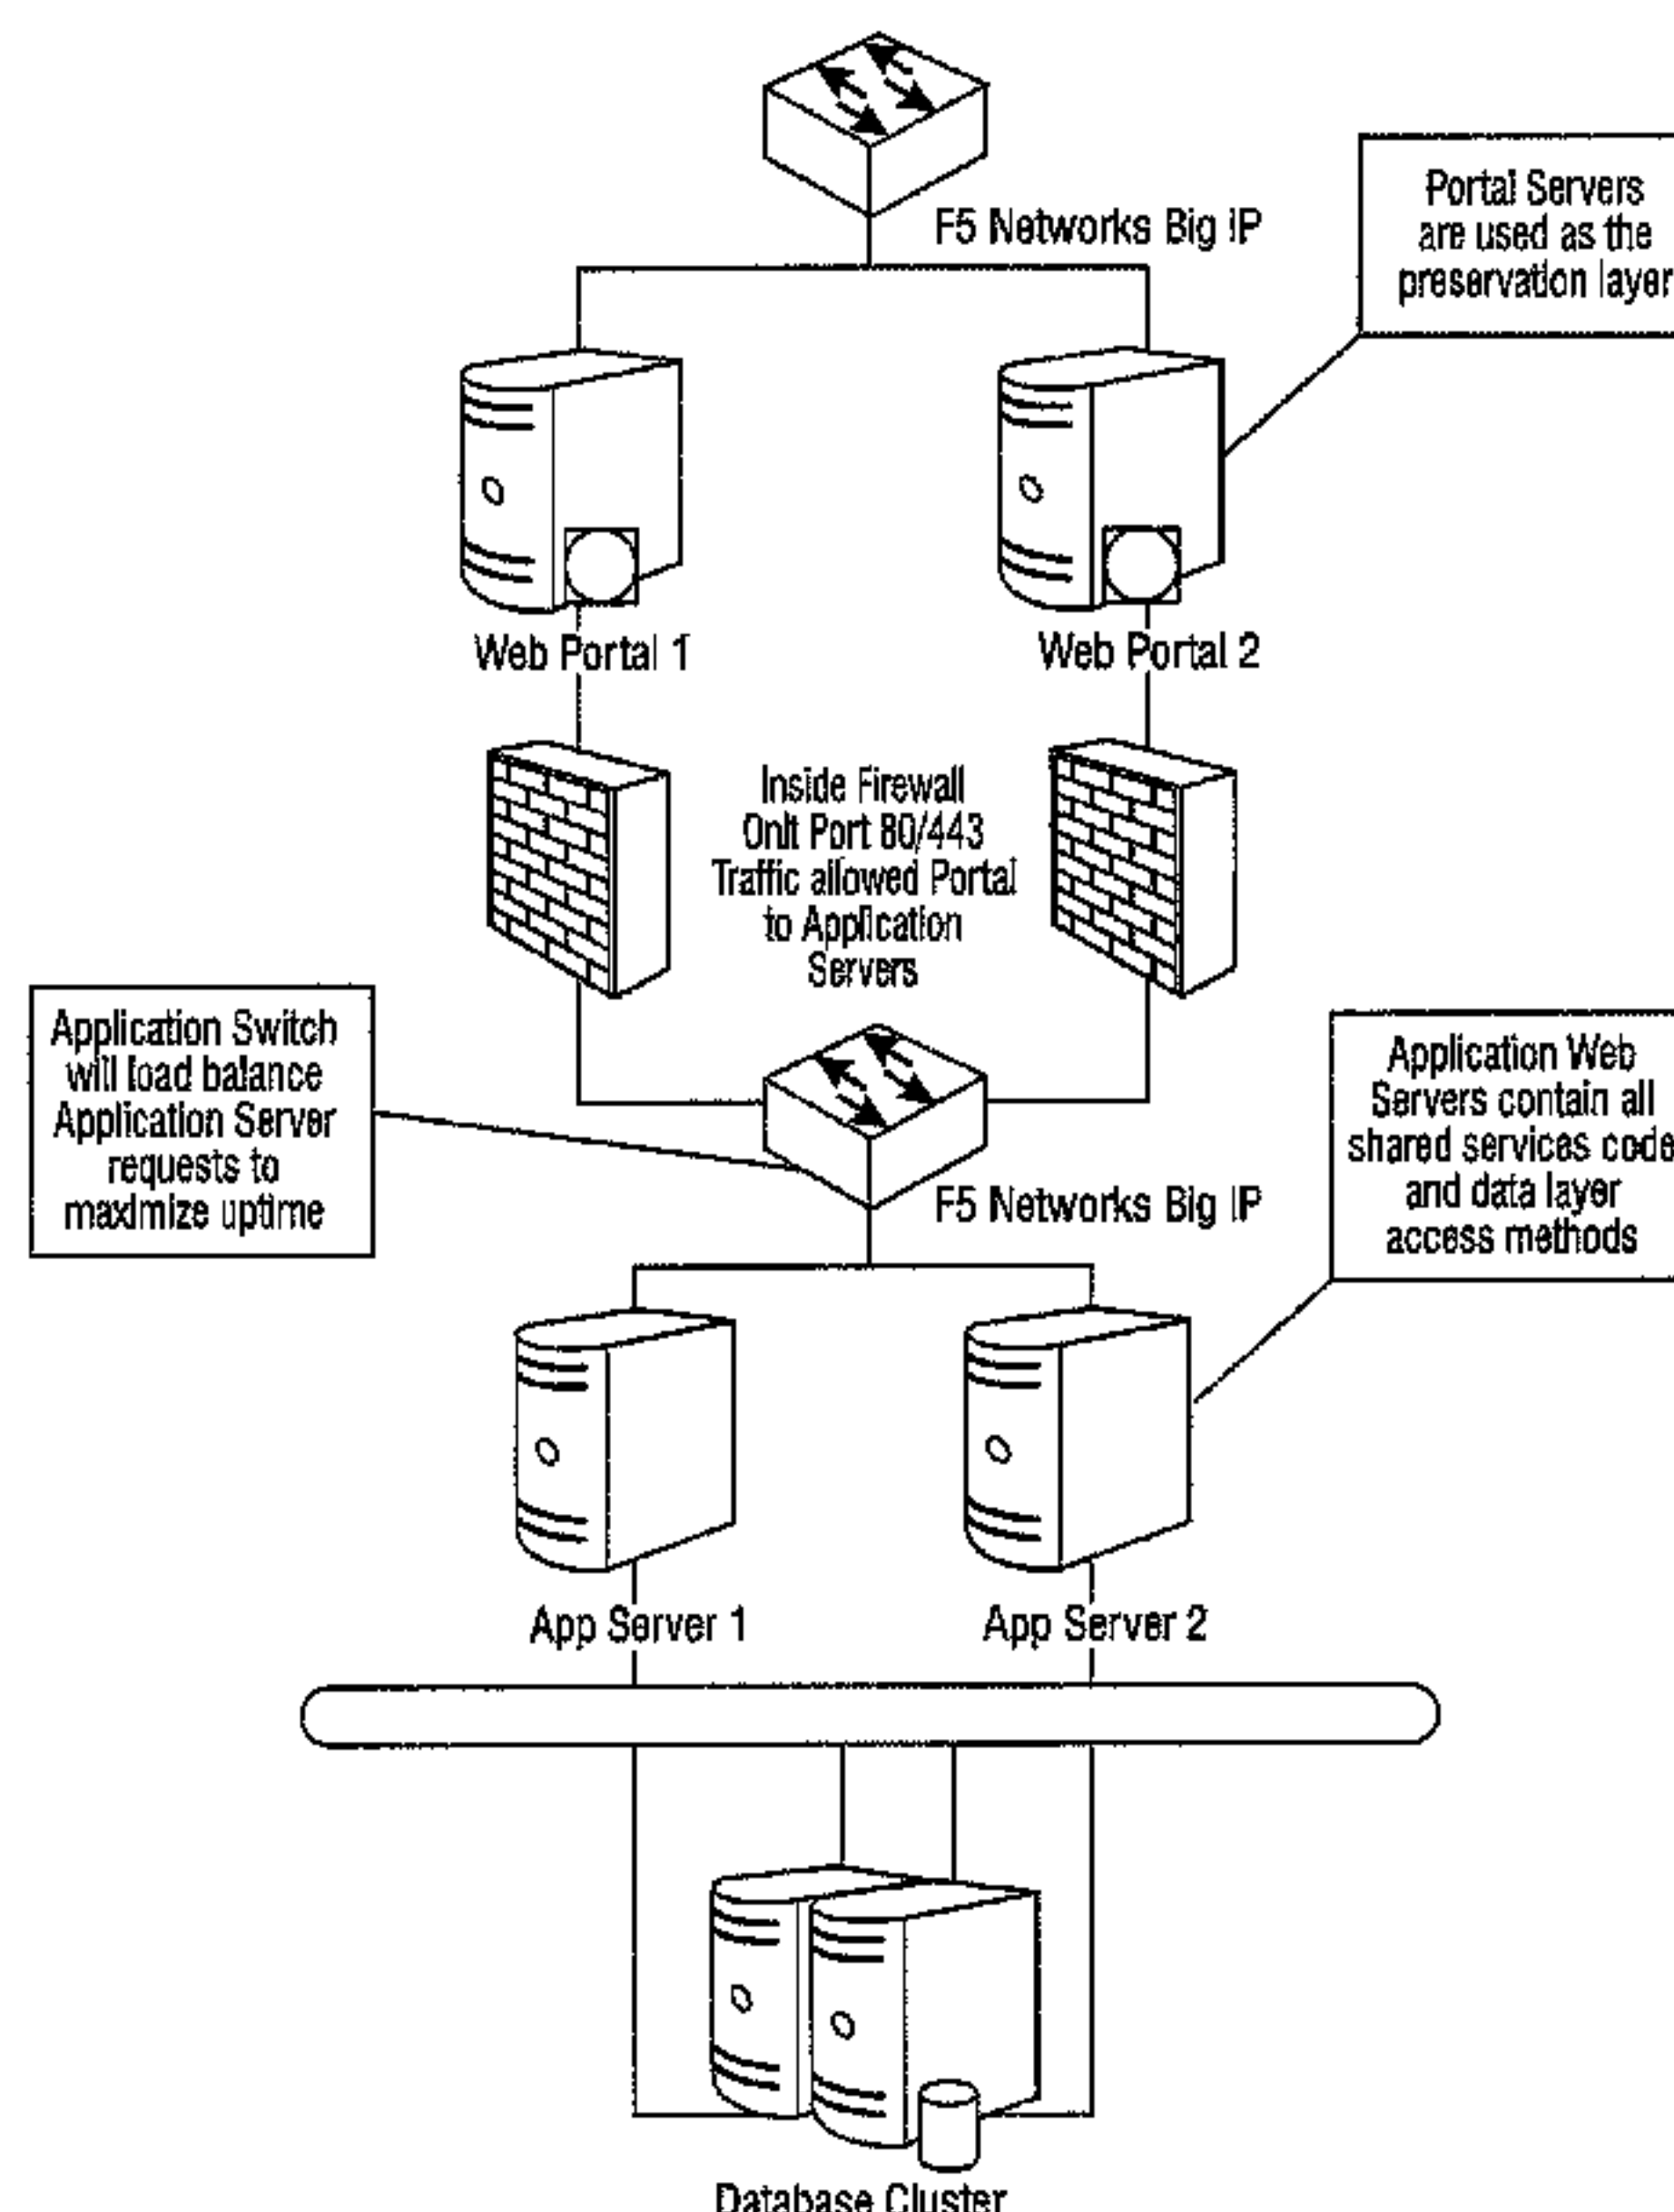 F5 Networks Big IP
Portal Servers
are used as the
preservation layer
Web Portal 1
Web Portal 2
Inside Firewall
Onlt Port 80/443
Traffic allowed Portal
to Application
Servers
Application Switch
will load balance
Application Server
requests to
maximize uptime
F5 Networks Big IP
Application Web
Servers contain all
shared services code
and data layer
access methods
App Server 1
App Server 2
Database Cluster